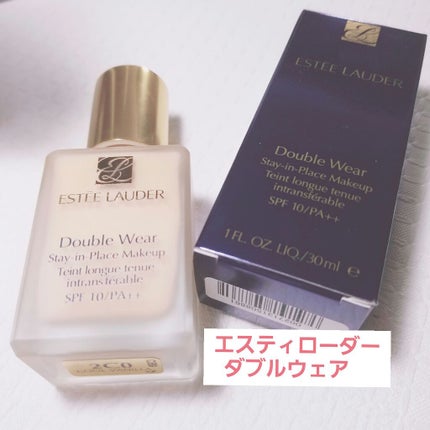 ESTĒE LAUDER
Double Wear
Stay-in-Place Makeup
Teint longue tenue
intransférable
SPF 10/PA++
2C0
ESTĒE LAUDER
Double Wear
Stay-in-Place Makeup
Teint longue tenue
intransférable
SPF 10/PA++
1 FL. OZ. LIQ./30 ml e
エスティローダー
ダブルウェア